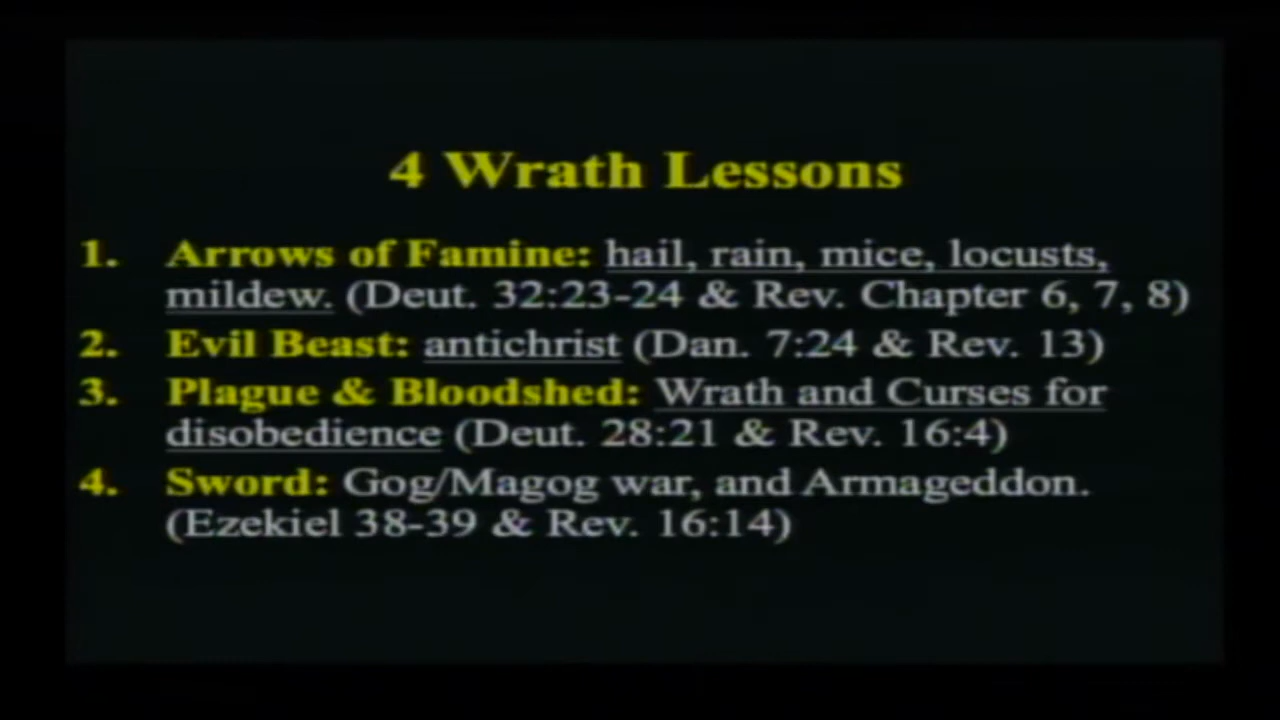 4 Wrath Lessons
1. Arrows of Famine: hail, rain, mice, locusts,
mildew. (Deut. 32:23-24 & Rev. Chapter 6, 7, 8)
2. Evil Beast: antichrist (Dan. 7:24 & Rev. 13)
3. Plague & Bloodshed: Wrath and Curses for
disobedience (Deut. 28:21 & Rev. 16:4)
4. Sword: Gog/Magog war, and Armageddon.
(Ezekiel 38-39 & Rev. 16:14)